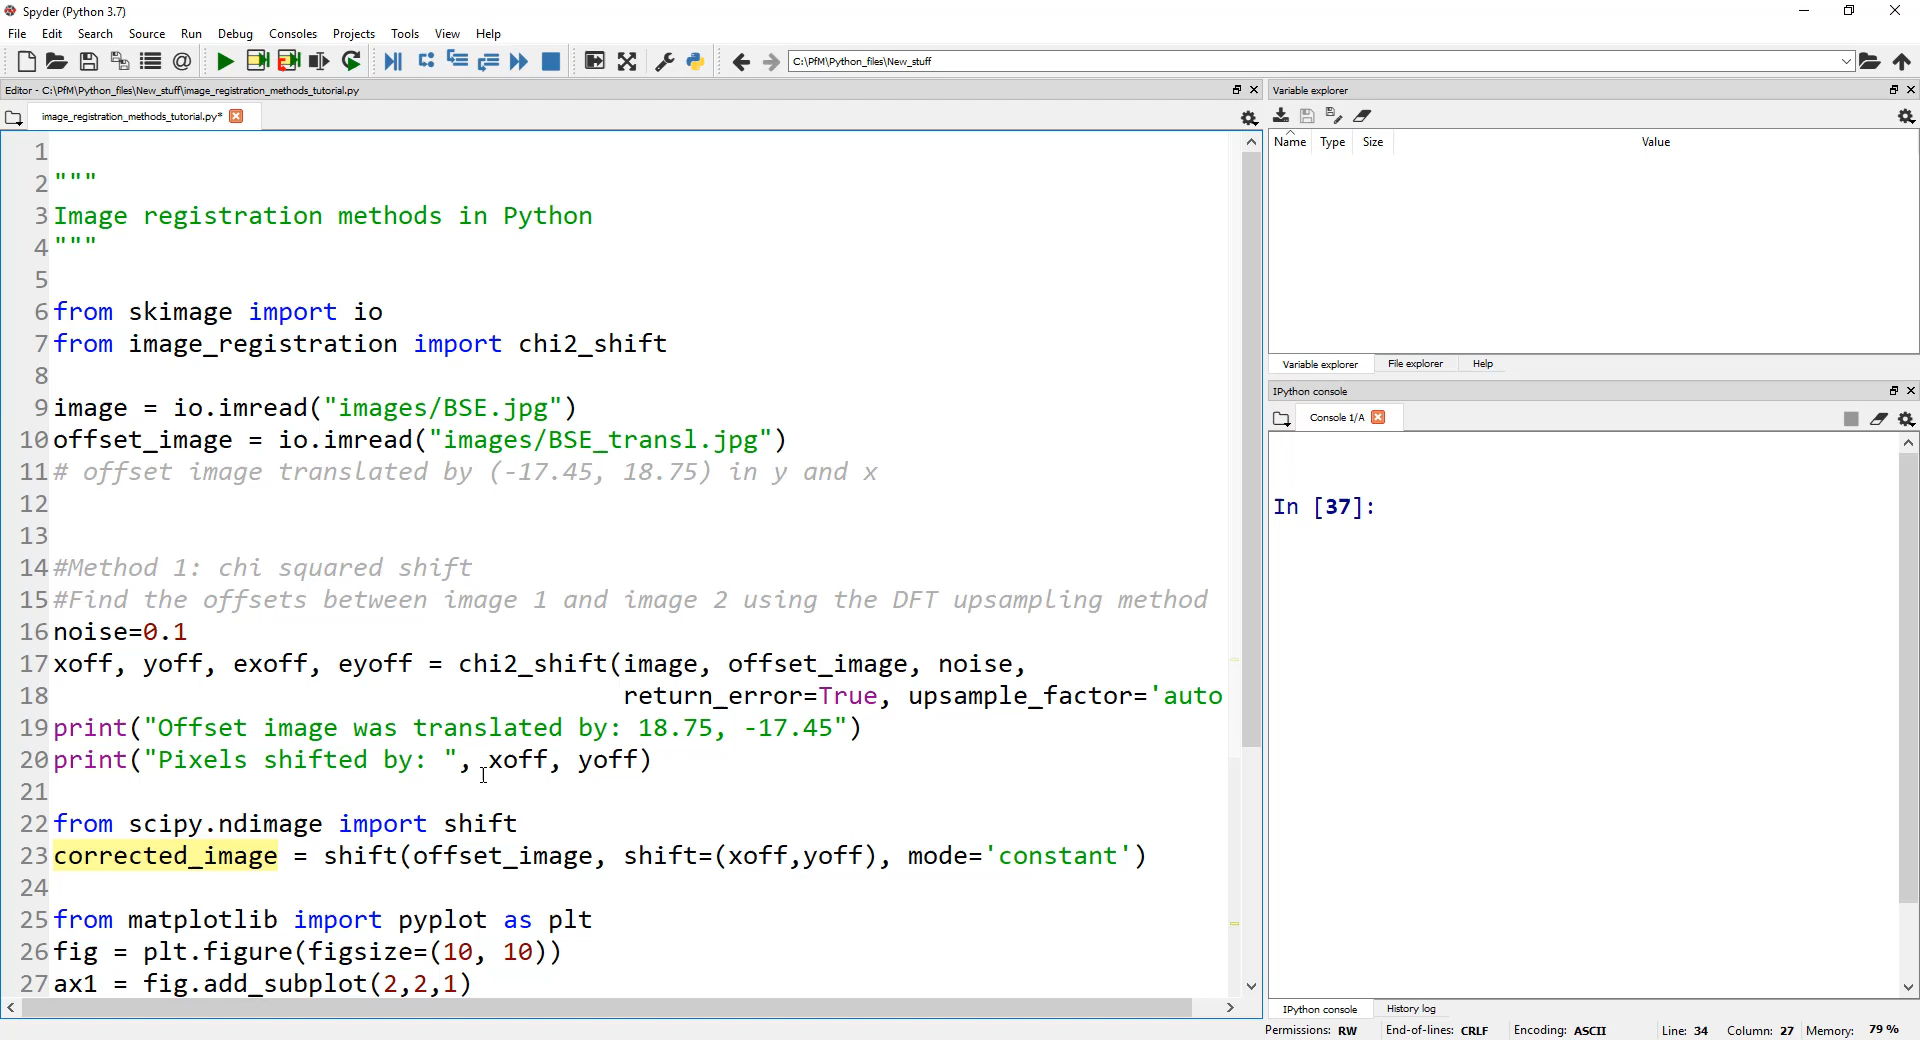 Spyder (Python 3.7)
File Edit Search Source Run Debug Consoles Projects Tools View Help
C:\PfM\Python_files\New_stuff
Editor - C:\PfM\Python_files\New_stuff\image_registration_methods_tutorial.py
image_registration_methods_tutorial.py*
1
2 """
3 Image registration methods in Python
4 """
5
6 from skimage import io
7 from image_registration import chi2_shift
8
9 image = io.imread("images/BSE.jpg")
10 offset_image = io.imread("images/BSE_transl.jpg")
11 # offset image translated by (-17.45, 18.75) in y and x
12
13
14 #Method 1: chi squared shift
15 #Find the offsets between image 1 and image 2 using the DFT upsampling method
16 noise=0.1
17 xoff, yoff, exoff, eyoff = chi2_shift(image, offset_image, noise,
18 return_error=True, upsample_factor='auto
19 print("Offset image was translated by: 18.75, -17.45")
20 print("Pixels shifted by: ", xoff, yoff)
21
22 from scipy.ndimage import shift
23 corrected_image = shift(offset_image, shift=(xoff,yoff), mode='constant')
24
25 from matplotlib import pyplot as plt
26 fig = plt.figure(figsize=(10, 10))
27 ax1 = fig.add_subplot(2,2,1)
Variable explorer
Name Type Size Value
Variable explorer File explorer Help
IPython console
Console 1/A
In [37]:
IPython console History log
Permissions: RW End-of-lines: CRLF Encoding: ASCII Line: 34 Column: 27 Memory: 79 %